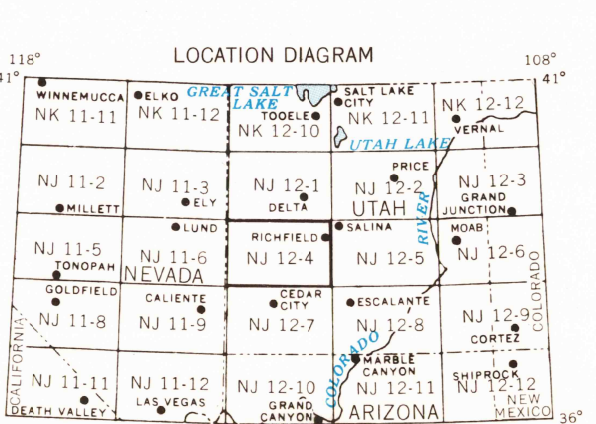 LOCATION DIAGRAM
118°
108°
41°
41°
WINNEMUCCA
NK 11-11
ELKO
NK 11-12
GREAT SALT
LAKE
TOOELE
NK 12-10
SALT LAKE
CITY
NK 12-11
UTAH LAKE
NK 12-12
VERNAL
NJ 11-2
MILLETT
NJ 11-3
ELY
NJ 12-1
DELTA
PRICE
NJ 12-2
UTAH
RIVER
NJ 12-3
GRAND
JUNCTION
NJ 11-5
TONOPAH
LUND
NJ 11-6
NEVADA
RICHFIELD
NJ 12-4
SALINA
NJ 12-5
MOAB
NJ 12-6
COLORADO
GOLDFIELD
NJ 11-8
CALIENTE
NJ 11-9
CEDAR
CITY
NJ 12-7
ESCALANTE
NJ 12-8
NJ 12-9
CORTEZ
CALIFORNIA
NJ 11-11
DEATH VALLEY
NJ 11-12
LAS VEGAS
NJ 12-10
GRAND
CANYON
COLORADO
MARBLE
CANYON
NJ 12-11
ARIZONA
SHIPROCK
NJ 12-12
NEW
MEXICO
36°